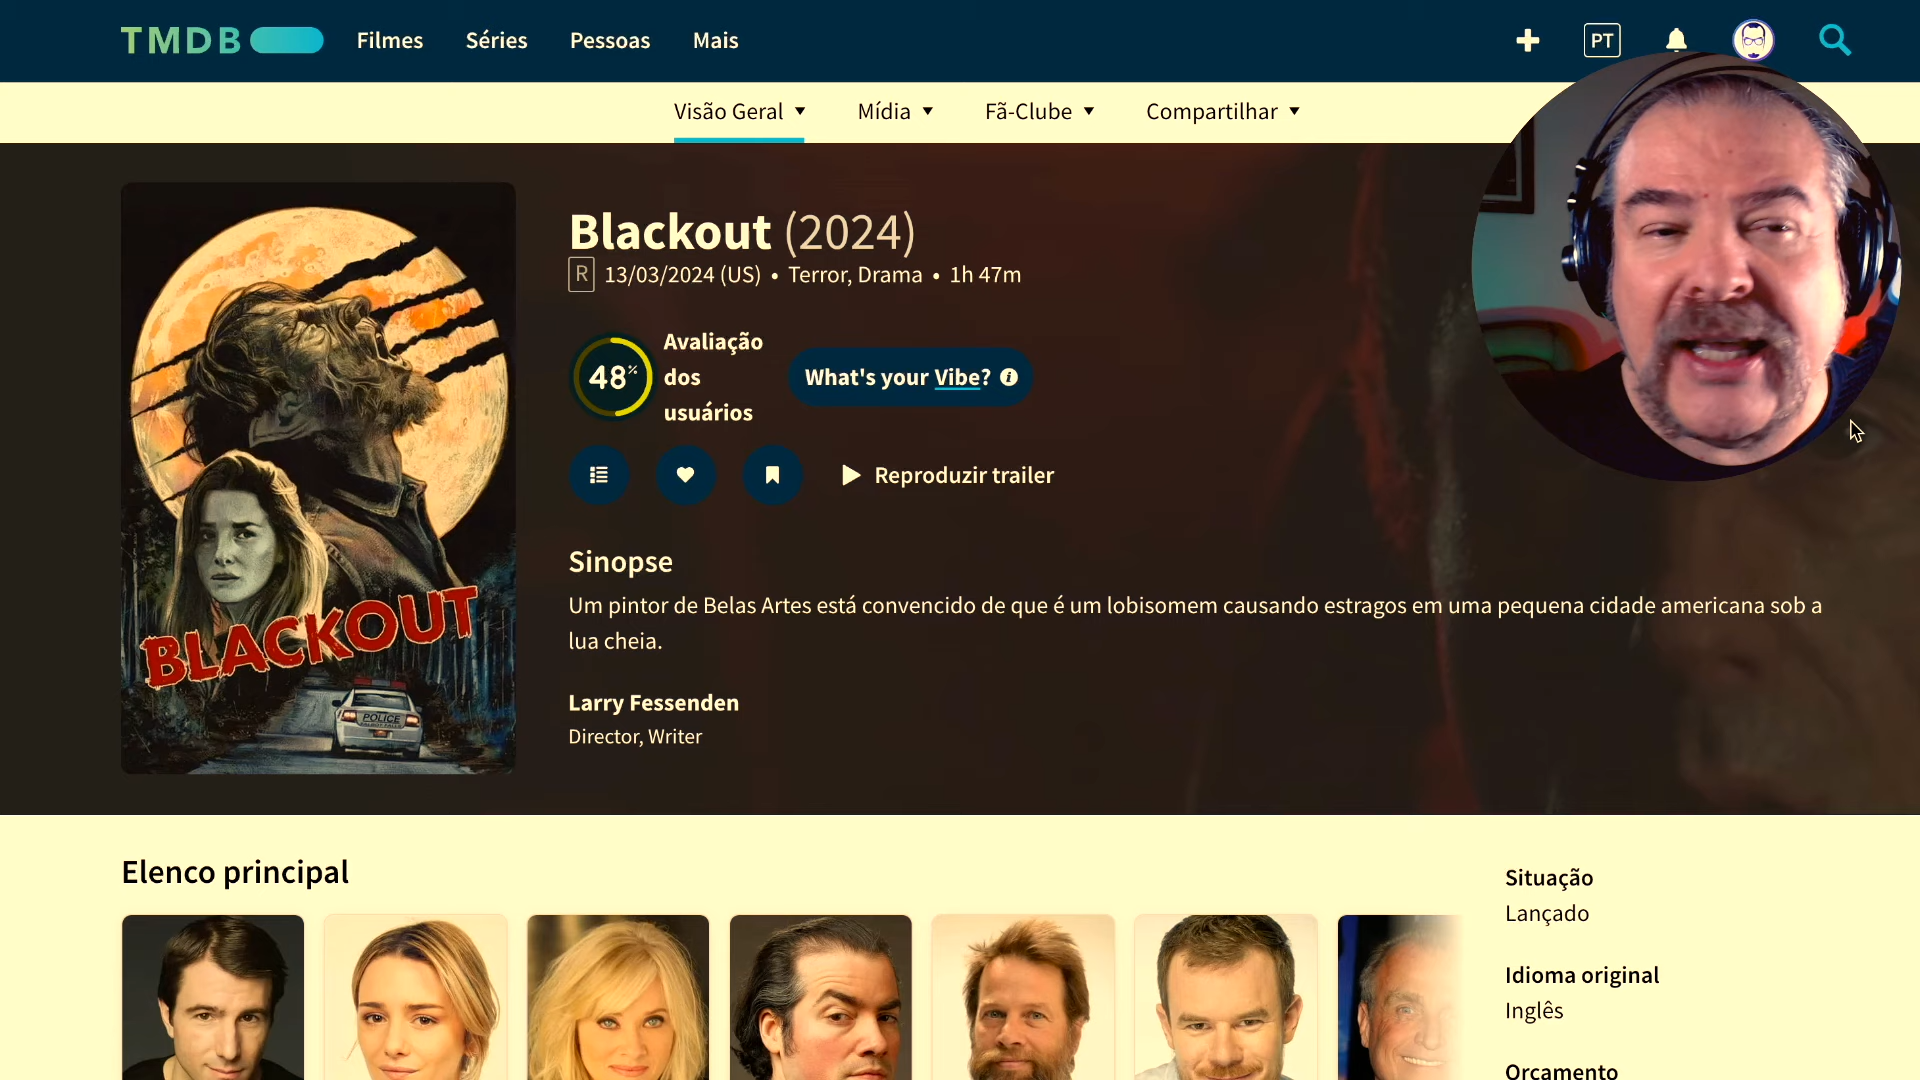 TMDB
Filmes Séries Pessoas Mais
PT
Visão Geral Mídia Fã-Clube Compartilhar
BLACKOUT
POLICE
Blackout (2024)
R 13/03/2024 (US) • Terror, Drama • 1h 47m
48%
Avaliação
dos
usuários
What's your Vibe?
Reproduzir trailer
Sinopse
Um pintor de Belas Artes está convencido de que é um lobisomem causando estragos em uma pequena cidade americana sob a
lua cheia.
Larry Fessenden
Director, Writer
Elenco principal
Situação
Lançado
Idioma original
Inglês
Orçamento